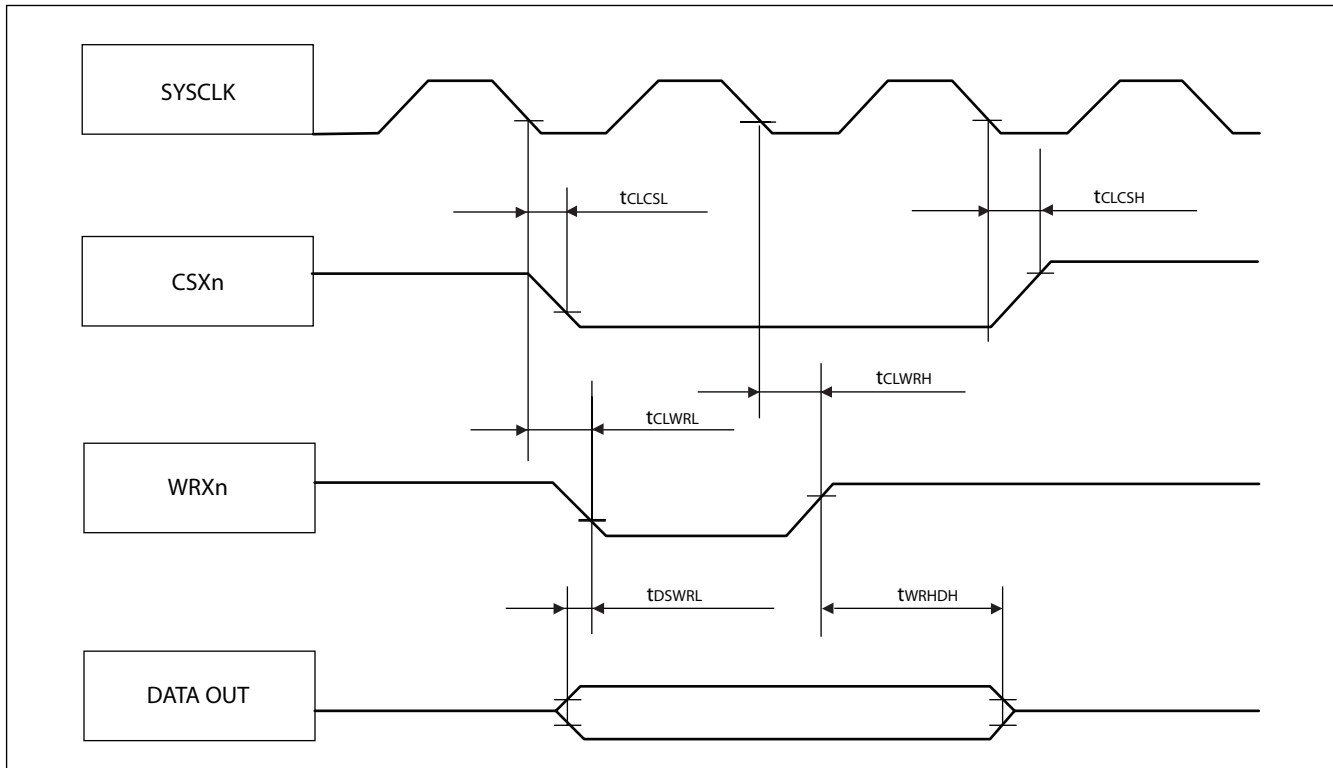 SYSCLK
tCLCSL
tCLCSH
CSXn
tCLWRH
tCLWRL
WRXn
tDSWRL
tWRHDH
DATA OUT